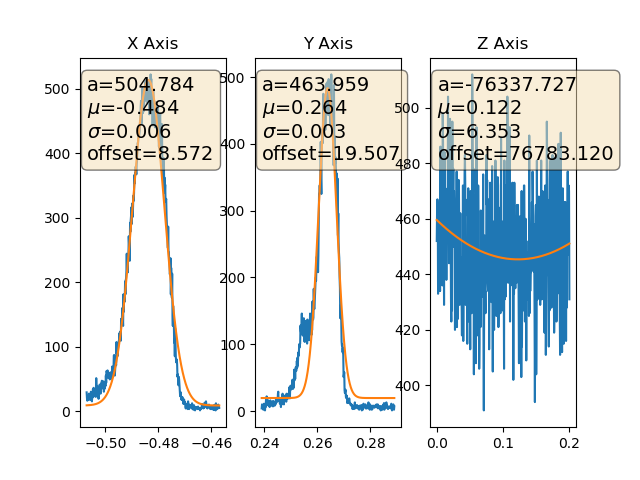 X Axis
Y Axis
Z Axis
a=504.784
μ=-0.484
σ=0.006
offset=8.572
a=463.959
μ=0.264
σ=0.003
offset=19.507
a=-76337.727
μ=0.122
σ=6.353
offset=76783.120
500
400
300
200
100
0
−0.50
−0.48
−0.46
500
400
300
200
100
0
0.24
0.26
0.28
500
480
460
440
420
400
0.0
0.1
0.2